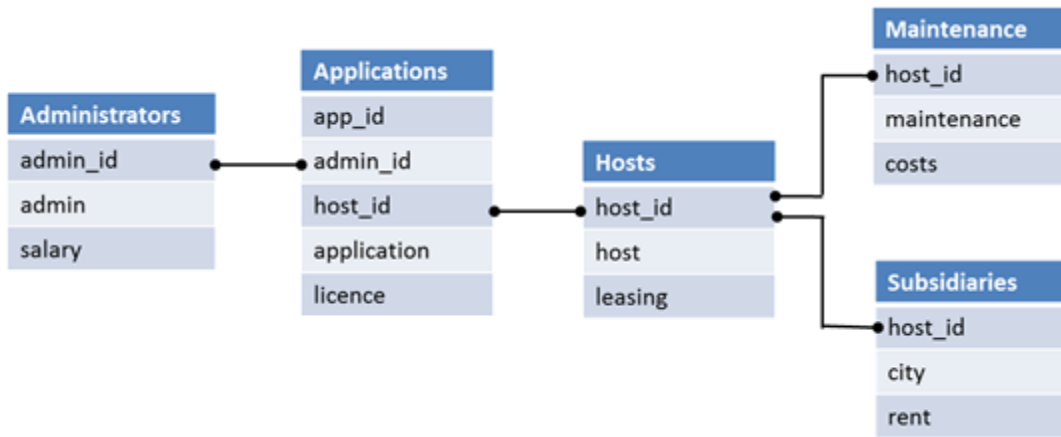 Administrators
admin_id
admin
salary
Applications
app_id
admin_id
host_id
application
licence
Hosts
host_id
host
leasing
Maintenance
host_id
maintenance
costs
Subsidiaries
host_id
city
rent